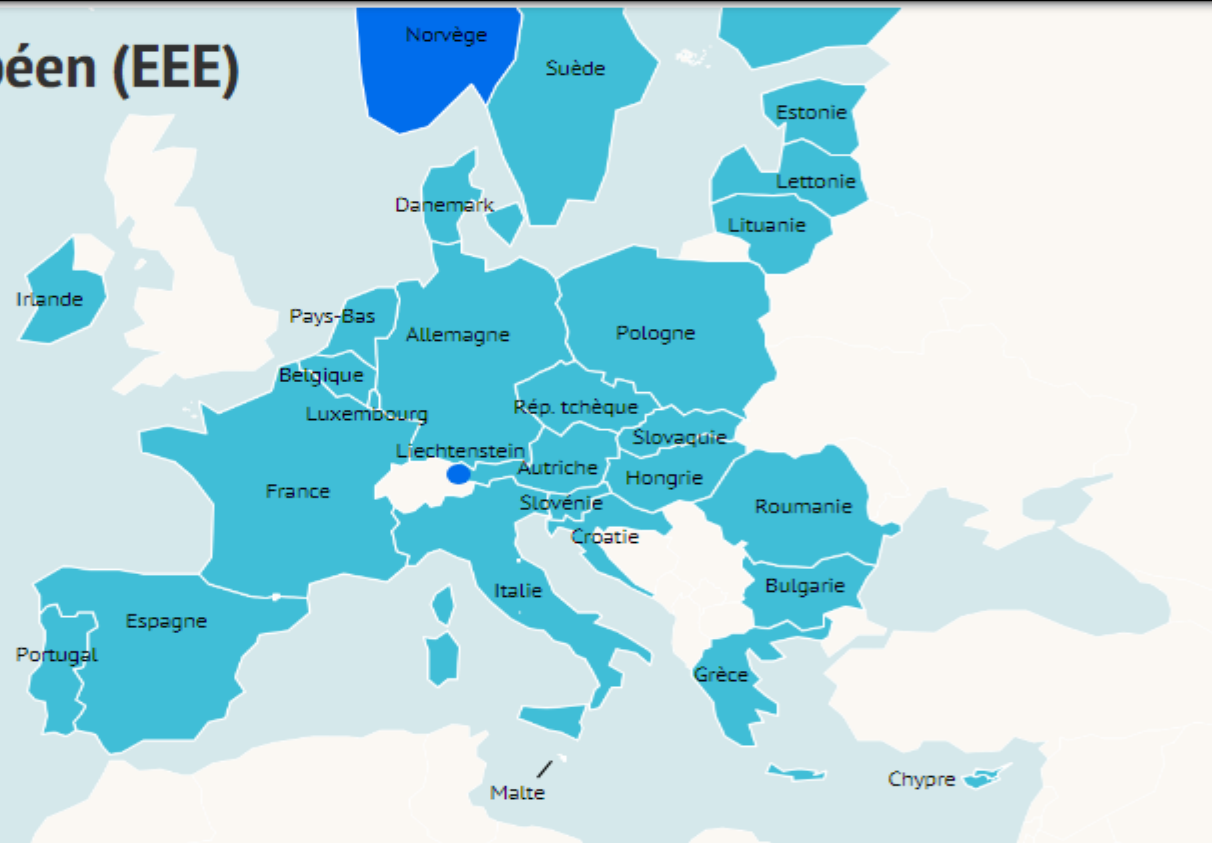 péen (EEE)
Norvège
Suède
Estonie
Lettonie
Danemark
Lituanie
Irlande
Pays-Bas
Allemagne
Pologne
Belgique
Luxembourg
Rép. tchèque
Slovaquie
Liechtenstein
Autriche
Hongrie
France
Slovénie
Roumanie
Croatie
Italie
Bulgarie
Espagne
Portugal
Grèce
Malte
Chypre